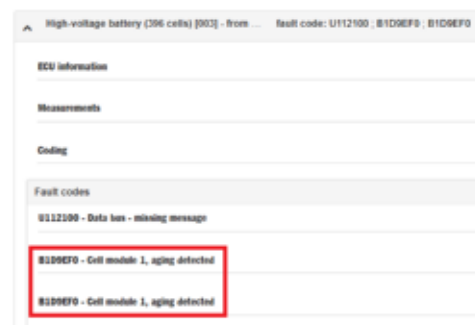 High-voltage battery (396 cells) [003] - from ... fault code: U112100 ; B1D9EF0 ; B1D9EF0
ECU information
Measurements
Coding
Fault codes
U112100 - Data bus - missing message
B1D9EF0 - Cell module 1, aging detected
B1D9EF0 - Cell module 1, aging detected